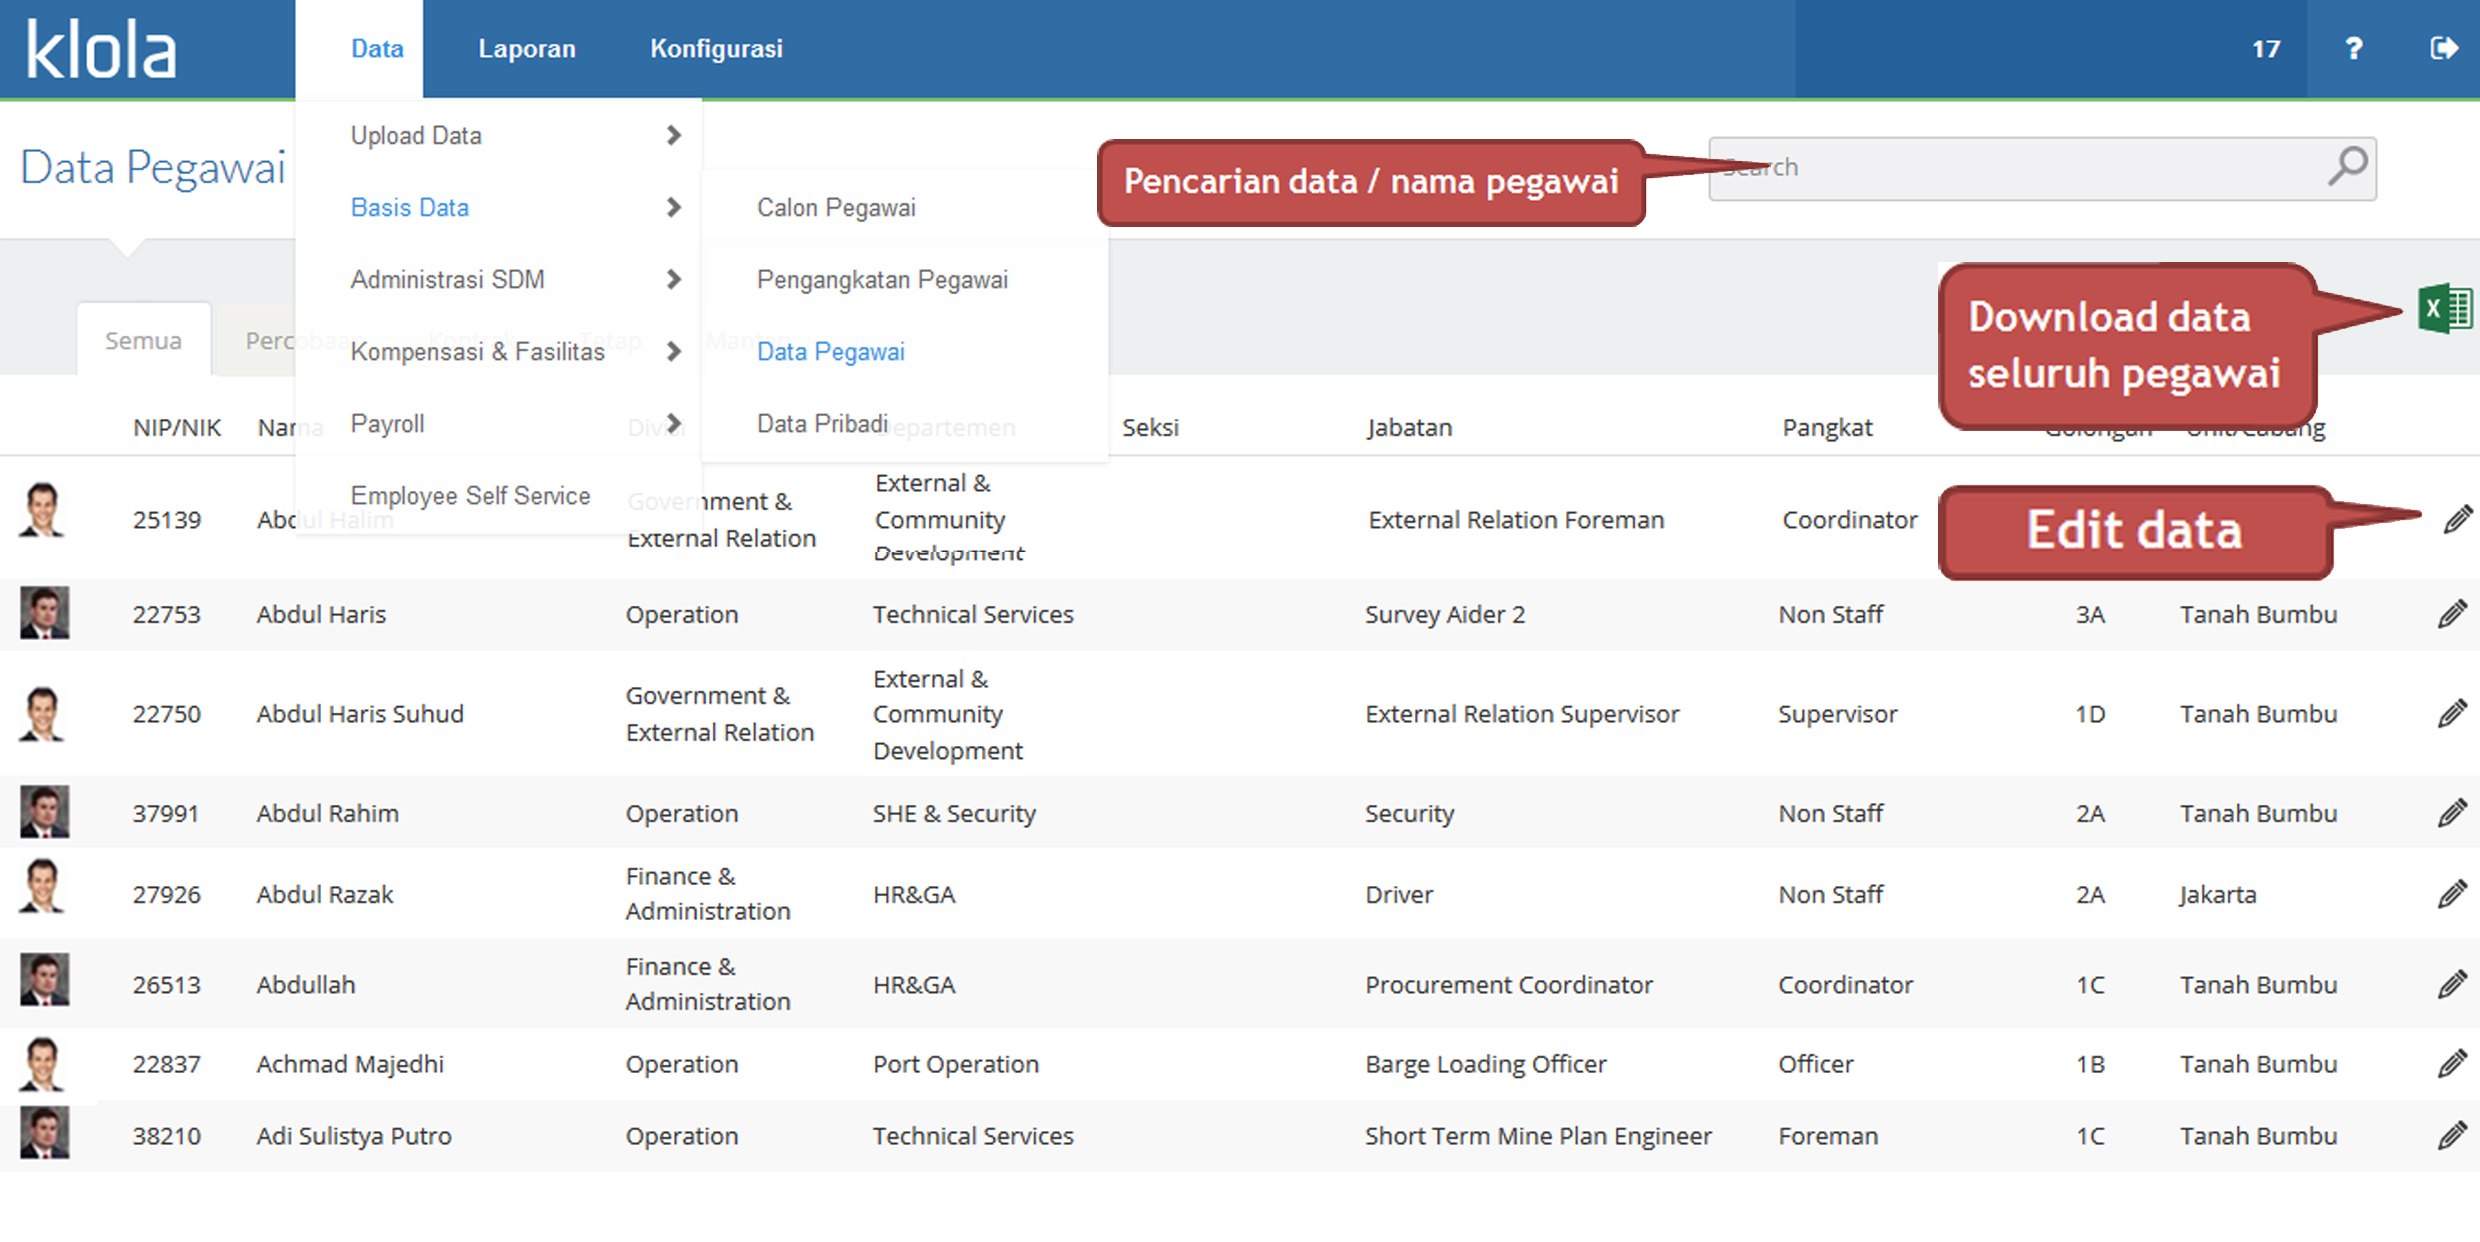 klola
Data Laporan Konfigurasi 17 ?
Data Pegawai
Upload Data
Basis Data
Administrasi SDM
Kompensasi & Fasilitas
Payroll
Employee Self Service
Calon Pegawai
Pengangkatan Pegawai
Data Pegawai
Data Pribadi
Pencarian data / nama pegawai
Search
Download data
seluruh pegawai
Edit data
Semua Percobaan Kontrak Tetap
NIP/NIK Nama Divisi Departemen Seksi Jabatan Pangkat Golongan Unit/Cabang
25139 Abdul Halim Government & External Relation External & Community Development External Relation Foreman Coordinator
22753 Abdul Haris Operation Technical Services Survey Aider 2 Non Staff 3A Tanah Bumbu
22750 Abdul Haris Suhud Government & External Relation External & Community Development External Relation Supervisor Supervisor 1D Tanah Bumbu
37991 Abdul Rahim Operation SHE & Security Security Non Staff 2A Tanah Bumbu
27926 Abdul Razak Finance & Administration HR&GA Driver Non Staff 2A Jakarta
26513 Abdullah Finance & Administration HR&GA Procurement Coordinator Coordinator 1C Tanah Bumbu
22837 Achmad Majedhi Operation Port Operation Barge Loading Officer Officer 1B Tanah Bumbu
38210 Adi Sulistya Putro Operation Technical Services Short Term Mine Plan Engineer Foreman 1C Tanah Bumbu